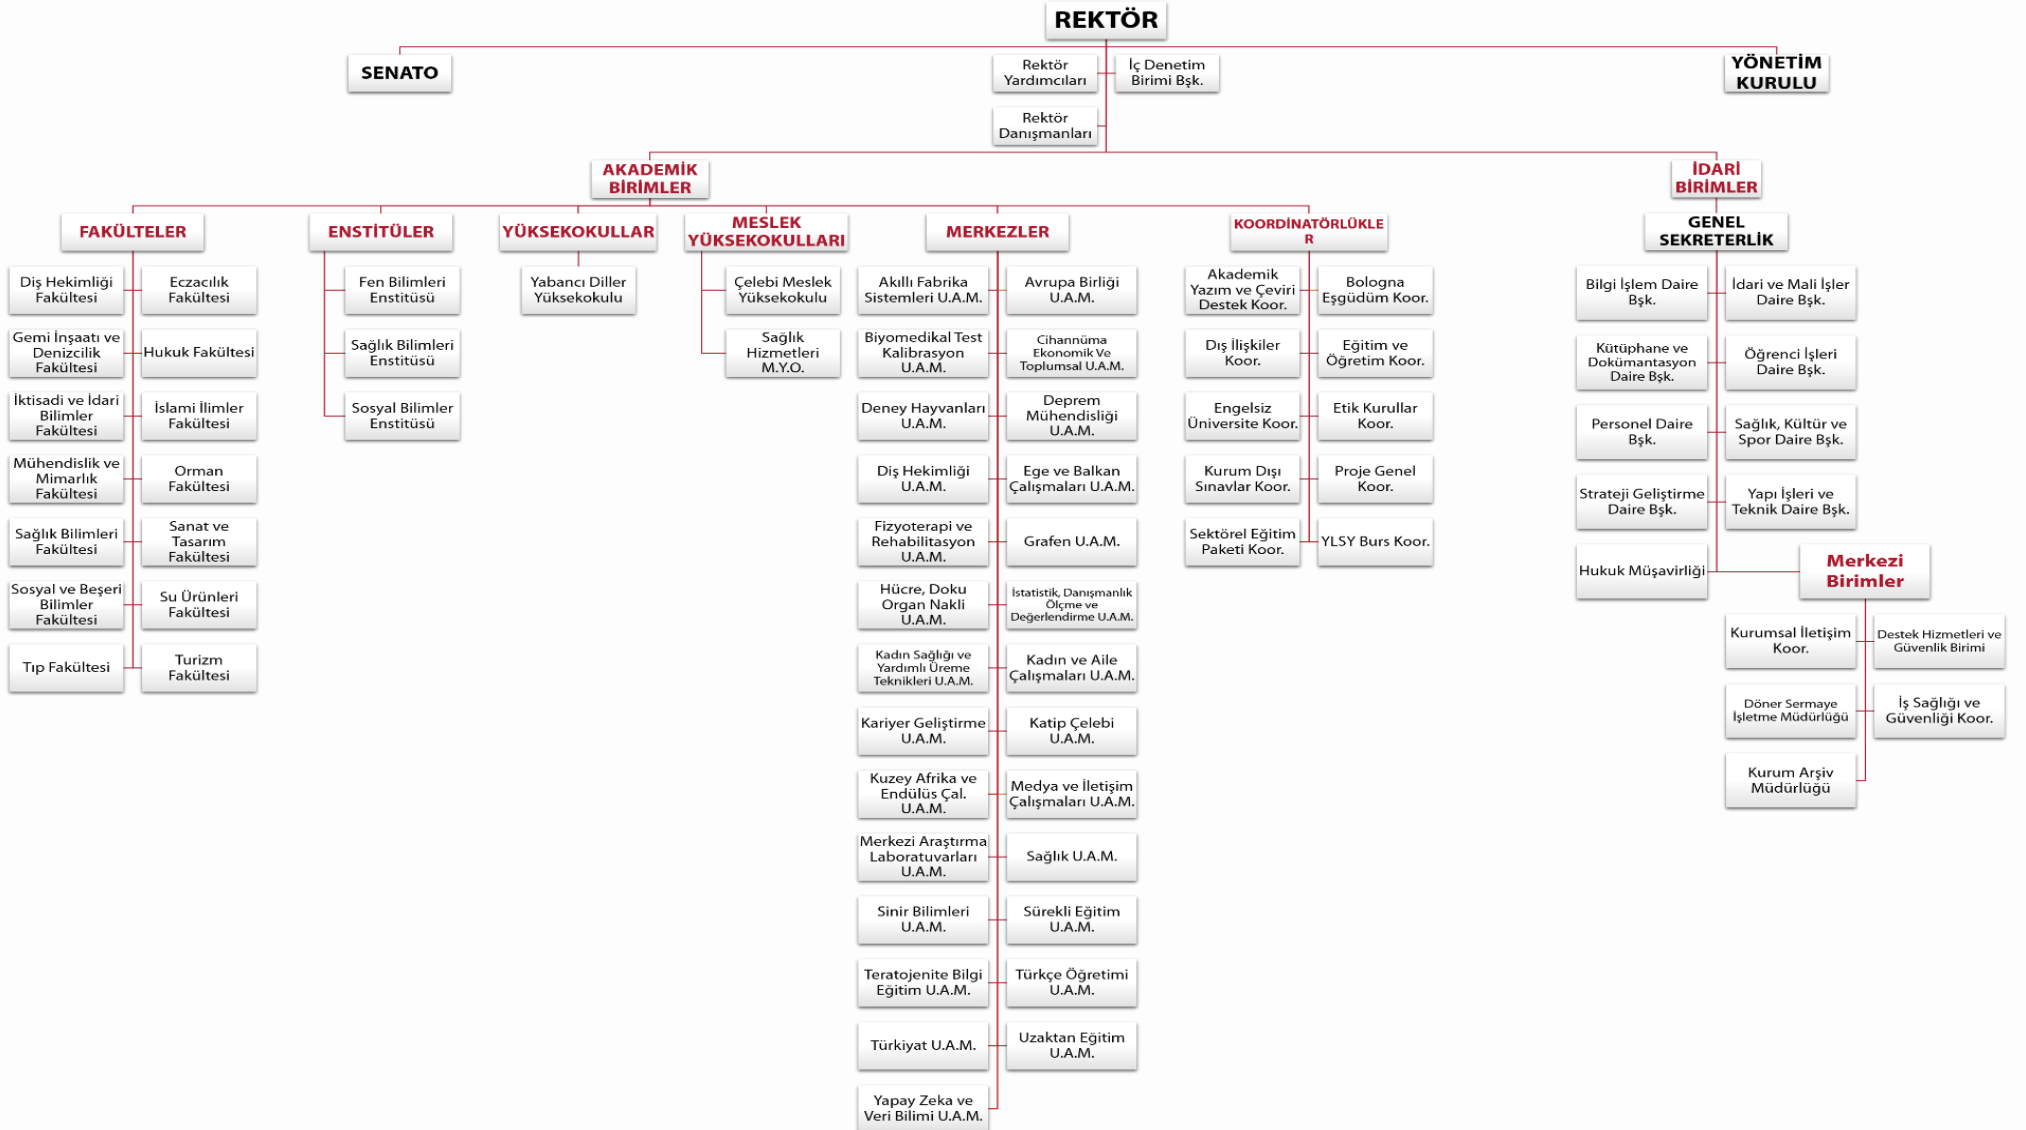 REKTÖR
SENATO
Rektör
Yardımcıları
İç Denetim
Birimi Bşk.
YÖNETİM
KURULU
Rektör
Danışmanları
AKADEMİK
BİRİMLER
İDARİ
BİRİMLER
FAKÜLTELER
ENSTİTÜLER
YÜKSEKOKULLAR
MESLEK
YÜKSEKOKULLARI
MERKEZLER
KOORDİNATÖRLÜKLE
R
GENEL
SEKRETERLİK
Diş Hekimliği
Fakültesi
Eczacılık
Fakültesi
Gemi İnşaatı ve
Denizcilik
Fakültesi
Hukuk Fakültesi
İktisadi ve İdari
Bilimler
Fakültesi
İslami İlimler
Fakültesi
Mühendislik ve
Mimarlık
Fakültesi
Orman
Fakültesi
Sağlık Bilimleri
Fakültesi
Sanat ve
Tasarım
Fakültesi
Sosyal ve Beşeri
Bilimler
Fakültesi
Su Ürünleri
Fakültesi
Tıp Fakültesi
Turizm
Fakültesi
Fen Bilimleri
Enstitüsü
Sağlık Bilimleri
Enstitüsü
Sosyal Bilimler
Enstitüsü
Yabancı Diller
Yüksekokulu
Çelebi Meslek
Yüksekokulu
Sağlık
Hizmetleri
M.Y.O.
Akıllı Fabrika
Sistemleri U.A.M.
Avrupa Birliği
U.A.M.
Biyomedikal Test
Kalibrasyon
U.A.M.
Cihannüma
Ekonomik Ve
Toplumsal U.A.M.
Deney Hayvanları
U.A.M.
Deprem
Mühendisliği
U.A.M.
Diş Hekimliği
U.A.M.
Ege ve Balkan
Çalışmaları U.A.M.
Fizyoterapi ve
Rehabilitasyon
U.A.M.
Grafen U.A.M.
Hücre, Doku
Organ Nakli
U.A.M.
İstatistik, Danışmanlık
Ölçme ve
Değerlendirme U.A.M.
Kadın Sağlığı ve
Yardımlı Üreme
Teknikleri U.A.M.
Kadın ve Aile
Çalışmaları U.A.M.
Kariyer Geliştirme
U.A.M.
Katip Çelebi
U.A.M.
Kuzey Afrika ve
Endülüs Çal.
U.A.M.
Medya ve İletişim
Çalışmaları U.A.M.
Merkezi Araştırma
Laboratuvarları
U.A.M.
Sağlık U.A.M.
Sinir Bilimleri
U.A.M.
Sürekli Eğitim
U.A.M.
Teratojenite Bilgi
Eğitim U.A.M.
Türkçe Öğretimi
U.A.M.
Türkiyat U.A.M.
Uzaktan Eğitim
U.A.M.
Yapay Zeka ve
Veri Bilimi U.A.M.
Akademik
Yazım ve Çeviri
Destek Koor.
Bologna
Eşgüdüm Koor.
Dış İlişkiler
Koor.
Eğitim ve
Öğretim Koor.
Engelsiz
Üniversite Koor.
Etik Kurullar
Koor.
Kurum Dışı
Sınavlar Koor.
Proje Genel
Koor.
Sektörel Eğitim
Paketi Koor.
YLSY Burs Koor.
Bilgi İşlem Daire
Bşk.
İdari ve Mali İşler
Daire Bşk.
Kütüphane ve
Dokümantasyon
Daire Bşk.
Öğrenci İşleri
Daire Bşk.
Personel Daire
Bşk.
Sağlık, Kültür ve
Spor Daire Bşk.
Strateji Geliştirme
Daire Bşk.
Yapı İşleri ve
Teknik Daire Bşk.
Hukuk Müşavirliği
Merkezi
Birimler
Kurumsal İletişim
Koor.
Destek Hizmetleri ve
Güvenlik Birimi
Döner Sermaye
İşletme Müdürlüğü
İş Sağlığı ve
Güvenliği Koor.
Kurum Arşiv
Müdürlüğü